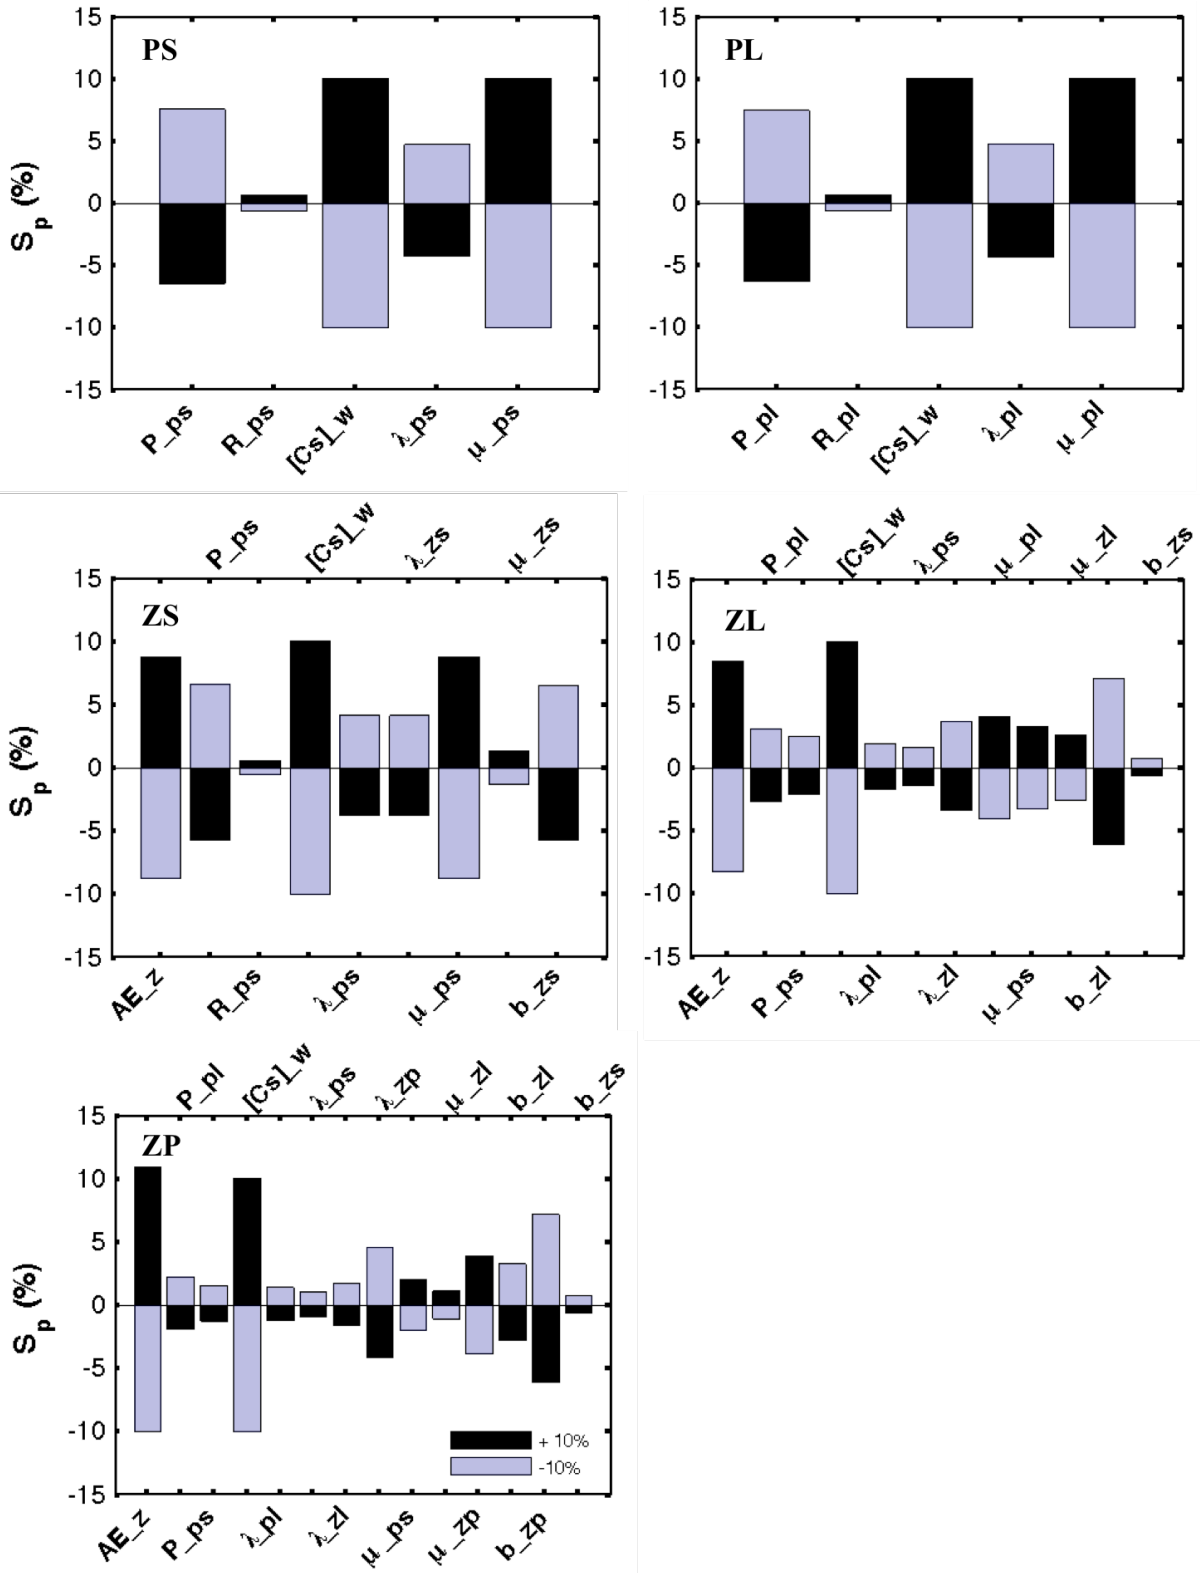 PS
15
10
5
0
-5
-10
-15
S_p (%)
P_ps
R_ps
[Cs]_w
λ_ps
μ_ps
PL
15
10
5
0
-5
-10
-15
P_pl
R_pl
[Cs]_w
λ_pl
μ_pl
P_ps
[Cs]_w
λ_zs
μ_zs
ZS
15
10
5
0
-5
-10
-15
S_p (%)
AE_z
R_ps
λ_ps
μ_ps
b_zs
P_pl
[Cs]_w
λ_ps
μ_pl
μ_zl
b_zs
ZL
15
10
5
0
-5
-10
-15
AE_z
P_ps
λ_pl
λ_zl
μ_ps
b_zl
P_pl
[Cs]_w
λ_ps
λ_zp
μ_zl
b_zl
b_zs
ZP
15
10
5
0
-5
-10
-15
S_p (%)
+ 10%
-10%
AE_z
P_ps
λ_pl
λ_zl
μ_ps
μ_zp
b_zp